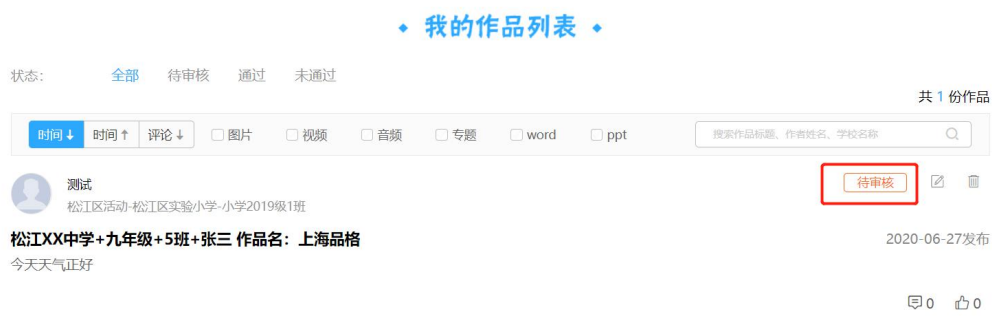 我的作品列表
状态： 全部 待审核 通过 未通过
共 1 份作品
时间↓ 时间↑ 评论↓ 图片 视频 音频 专题 word ppt 搜索作品标题、作者姓名、学校名称
测试 待审核
松江区活动-松江区实验小学-小学2019级1班
松江XX中学+九年级+5班+张三 作品名：上海品格 2020-06-27发布
今天天气正好
0 0